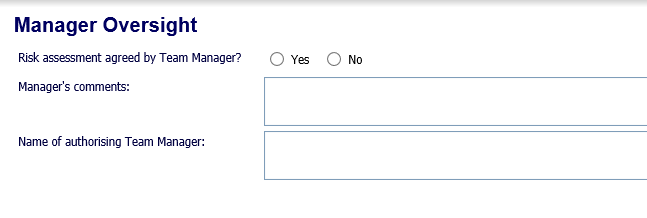 Manager Oversight
Risk assessment agreed by Team Manager? Yes No
Manager's comments:
Name of authorising Team Manager: